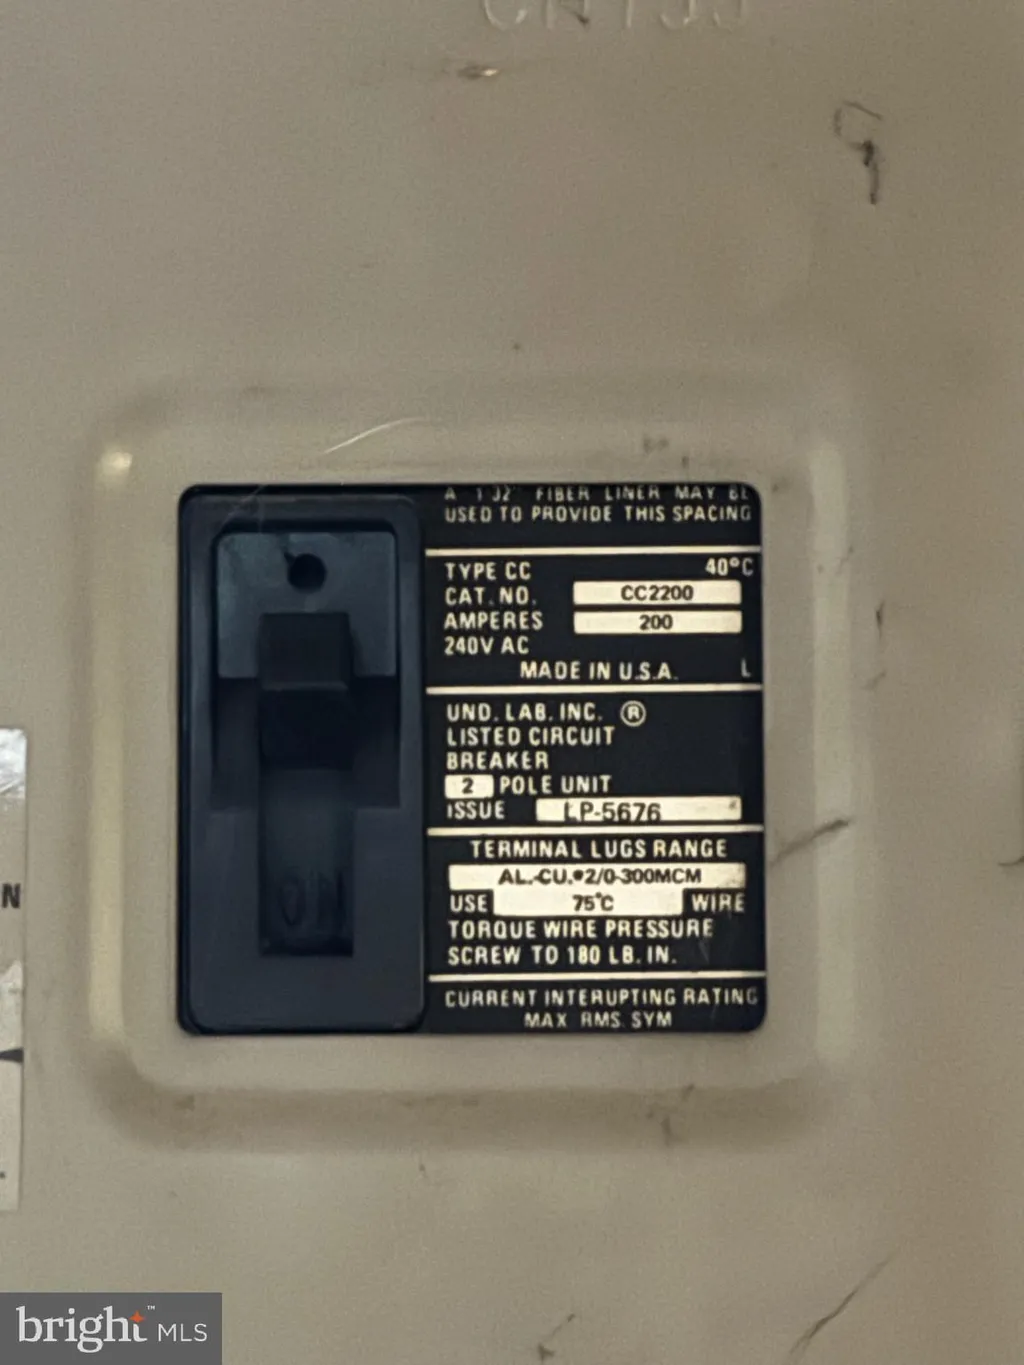 A 1 32" FIBER LINER MAY BE
USED TO PROVIDE THIS SPACING
TYPE CC 40°C
CAT. NO. CC2200
AMPERES 200
240V AC
MADE IN U.S.A. L
UND. LAB. INC. ®
LISTED CIRCUIT
BREAKER
2 POLE UNIT
ISSUE LP-5676
TERMINAL LUGS RANGE
AL.-CU.#2/0-300MCM
USE 75°C WIRE
TORQUE WIRE PRESSURE
SCREW TO 180 LB. IN.
CURRENT INTERUPTING RATING
MAX RMS. SYM
ON
N
bright™ MLS